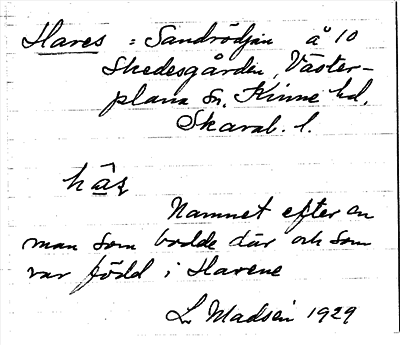 Hares = Sandrödjan å 10
Skedesgården, Väster-
plana Sn, Kinne hd,
Skarab. l.
Namnet efter en
man som bodde där och som
var född i Harene
L. Madsén 1929